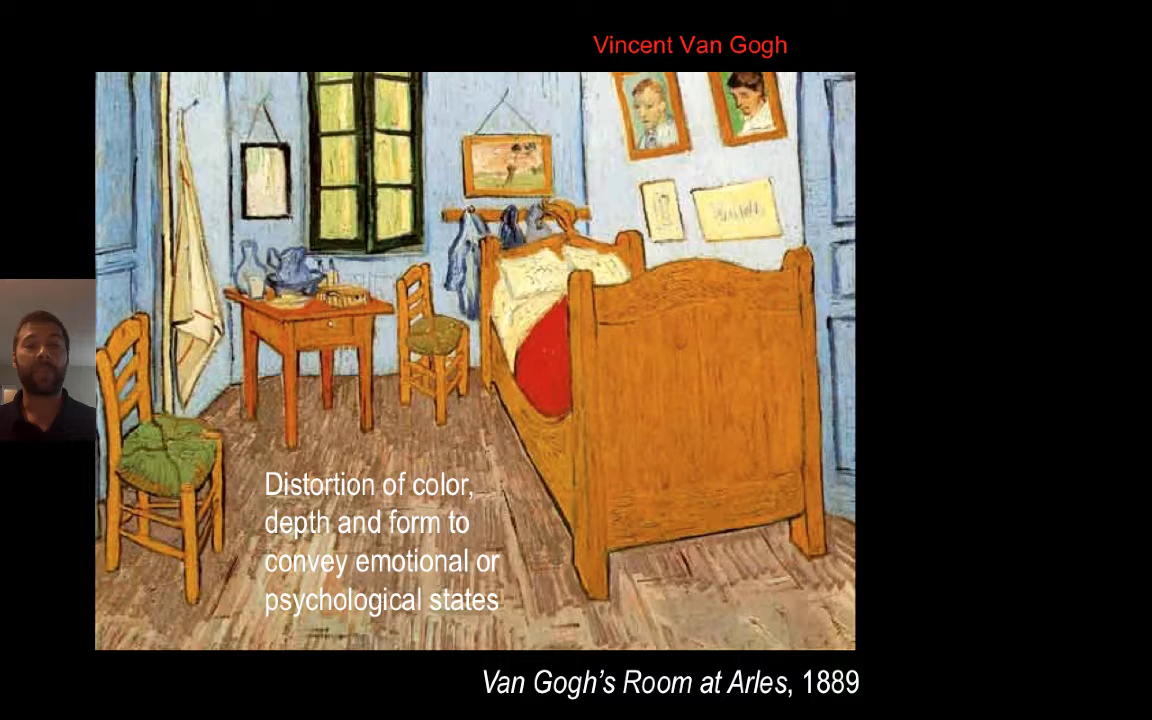 Vincent Van Gogh
Distortion of color,
depth and form to
convey emotional or
psychological states
Van Gogh's Room at Arles, 1889